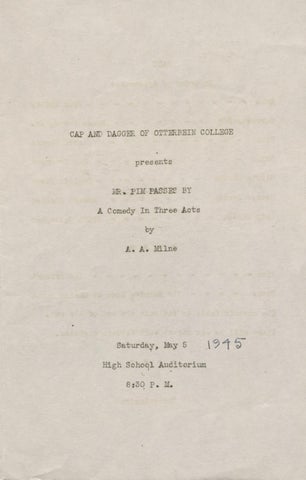 CAP AND DAGGER OF OTTERBEIN COLLEGE
presents
MR. PIM PASSES BY
A Comedy In Three Acts
by
A. A. Milne
Saturday, May 5 1945
High School Auditorium
8:30 P. M.